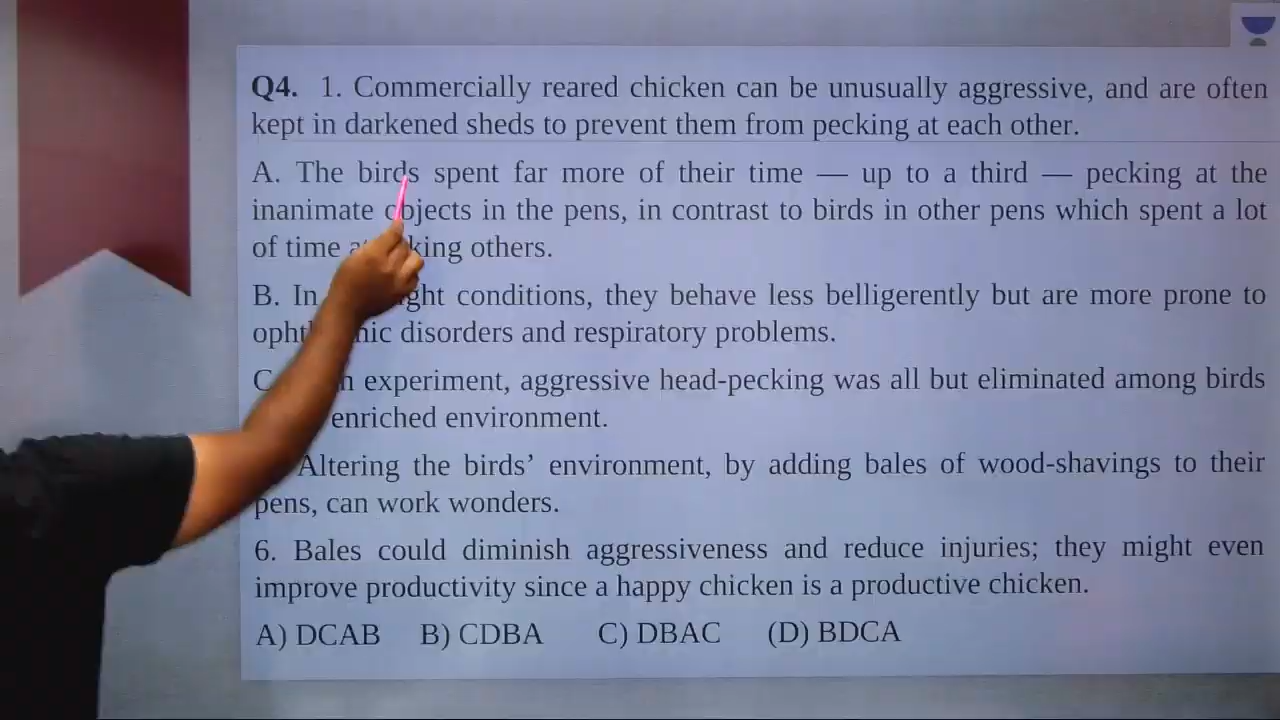 Q4. 1. Commercially reared chicken can be unusually aggressive, and are often
kept in darkened sheds to prevent them from pecking at each other.
A. The birds spent far more of their time — up to a third — pecking at the
inanimate objects in the pens, in contrast to birds in other pens which spent a lot
of time others.
B. In conditions, they behave less belligerently but are more prone to
disorders and respiratory problems.
C experiment, aggressive head-pecking was all but eliminated among birds
enriched environment.
Altering the birds’ environment, by adding bales of wood-shavings to their
pens, can work wonders.
6. Bales could diminish aggressiveness and reduce injuries; they might even
improve productivity since a happy chicken is a productive chicken.
A) DCAB B) CDBA C) DBAC (D) BDCA